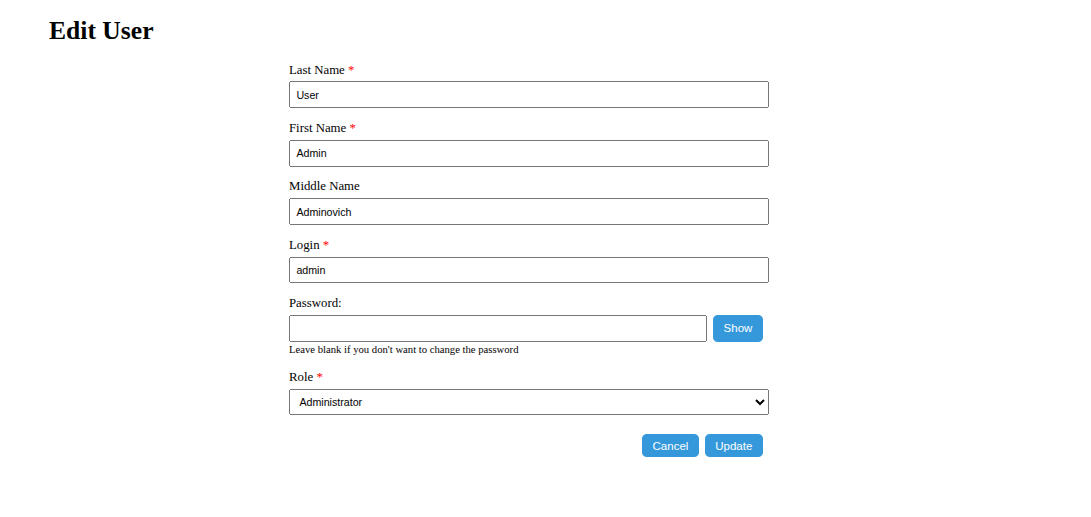 Edit User
Last Name *
User
First Name *
Admin
Middle Name
Adminovich
Login *
admin
Password:
Show
Leave blank if you don't want to change the password
Role *
Administrator
Cancel Update